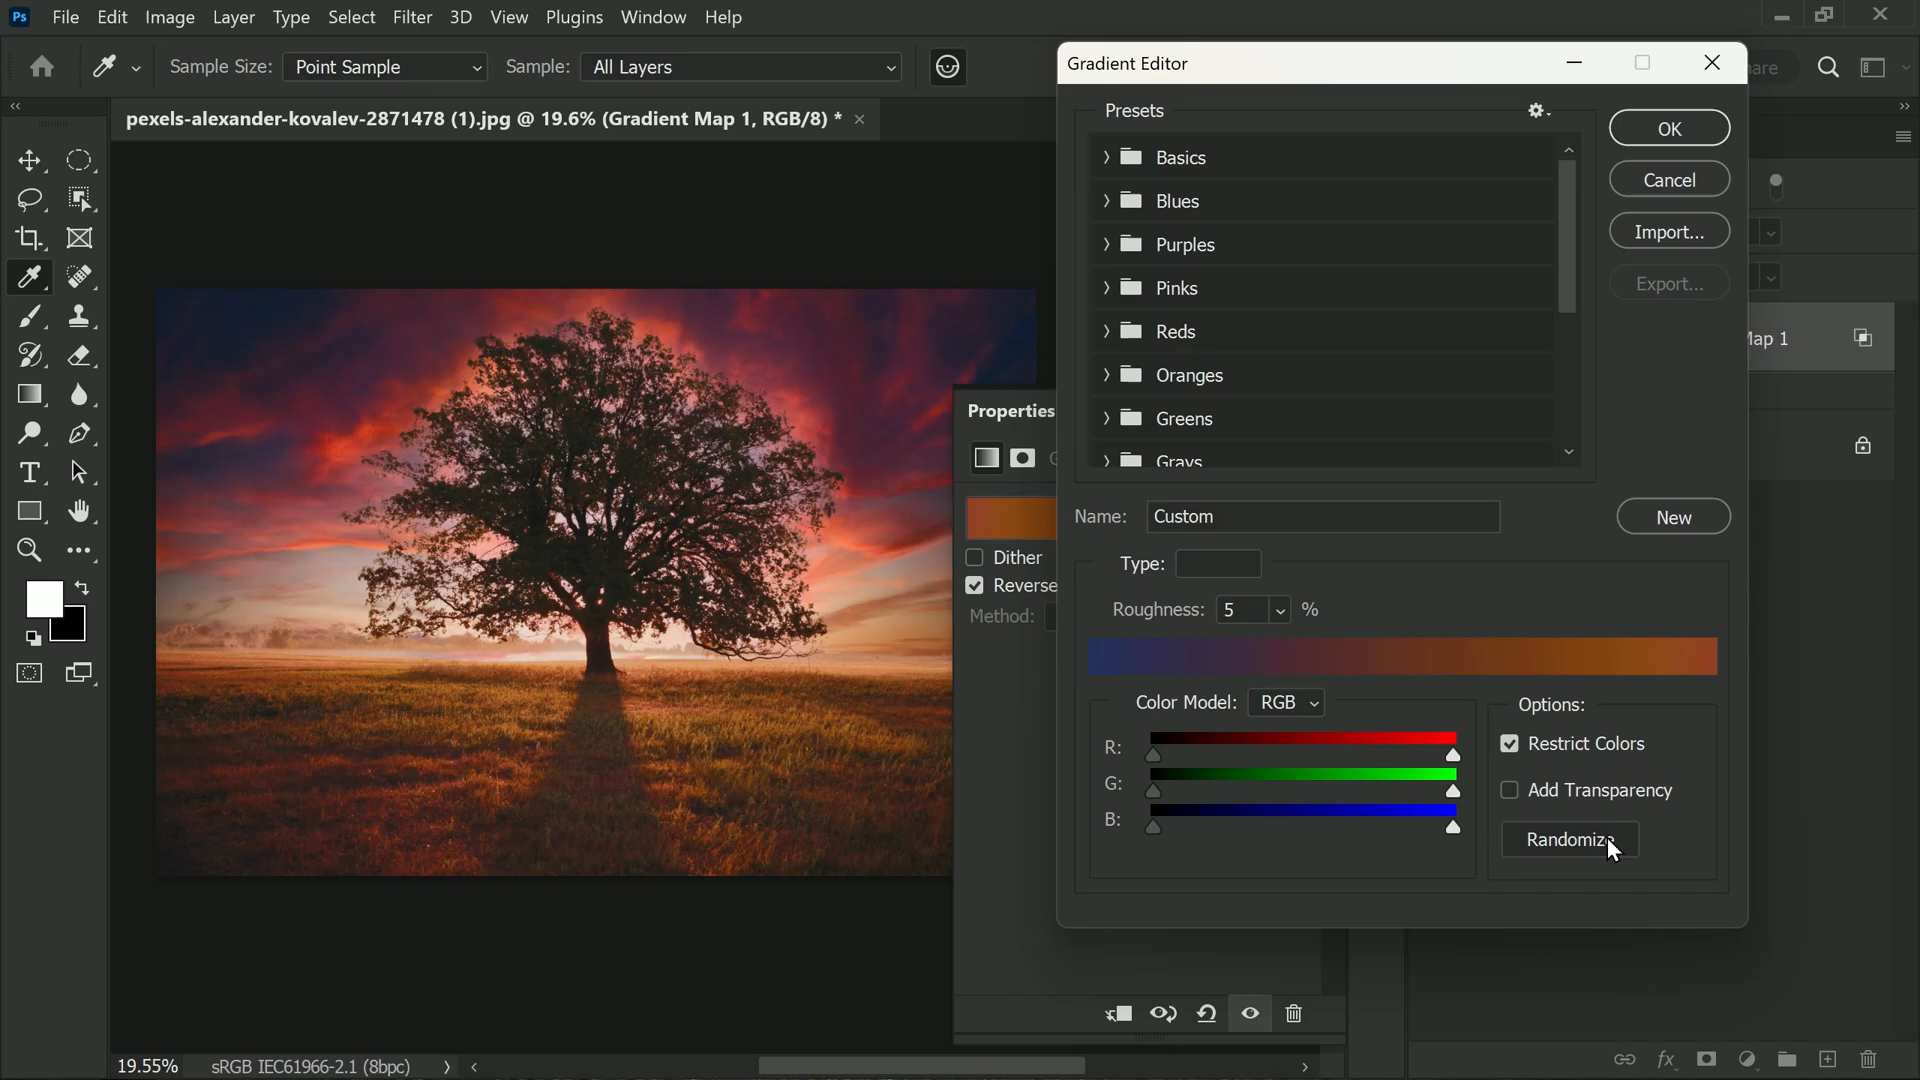 Ps File Edit Image Layer Type Select Filter 3D View Plugins Window Help
Sample Size: Point Sample Sample: All Layers
pexels-alexander-kovalev-2871478 (1).jpg @ 19.6% (Gradient Map 1, RGB/8) *
Gradient Editor
Presets
Basics
Blues
Purples
Pinks
Reds
Oranges
Greens
Grays
OK
Cancel
Import...
Export...
Map 1
Properties
Name: Custom
New
Dither
Reverse
Method:
Type:
Roughness: 5 %
Color Model: RGB
R:
G:
B:
Options:
Restrict Colors
Add Transparency
Randomize
19.55% sRGB IEC61966-2.1 (8bpc)
fx